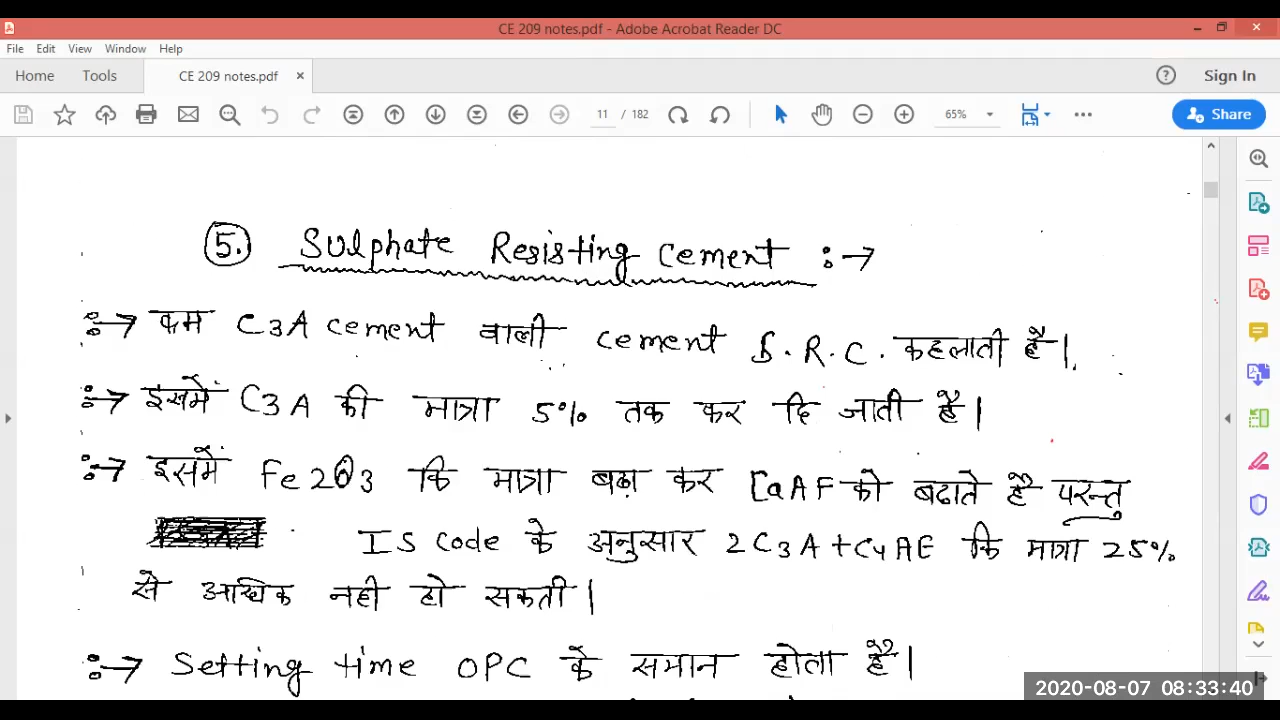 CE 209 notes.pdf - Adobe Acrobat Reader DC
File Edit View Window Help
Home Tools CE 209 notes.pdf ×
11 / 182 65% Share
Sign In
5. Sulphate Resisting Cement :→
कम C3A cement वाली cement S.R.C. कहलाती है।
इसमें C3A की मात्रा 5% तक कर दि जाती है।
इसमें Fe2O3 कि मात्रा बढ़ा कर C4AF को बढाते है परन्तु
IS Code के अनुसार 2C3A+C4AE कि मात्रा 25%
से अधिक नही हो सकती।
Setting time OPC के समान होता है।
2020-08-07 08:33:40